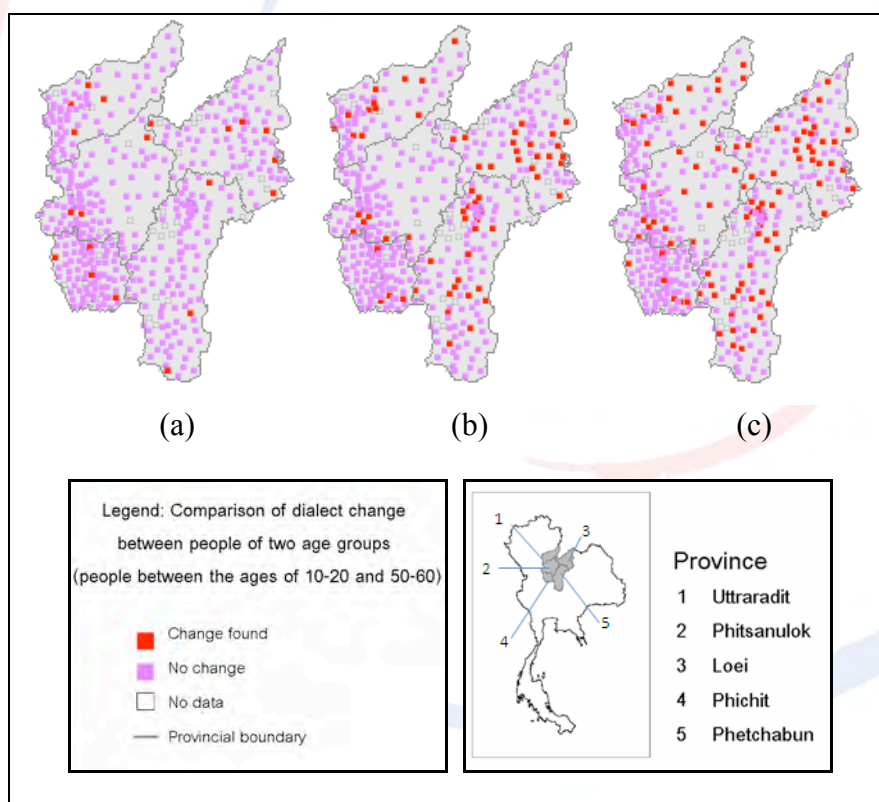 (a) (b) (c)
Legend: Comparison of dialect change
between people of two age groups
(people between the ages of 10-20 and 50-60)
Change found
No change
No data
Provincial boundary
1
3
2
4
5
Province
1 Uttraradit
2 Phitsanulok
3 Loei
4 Phichit
5 Phetchabun